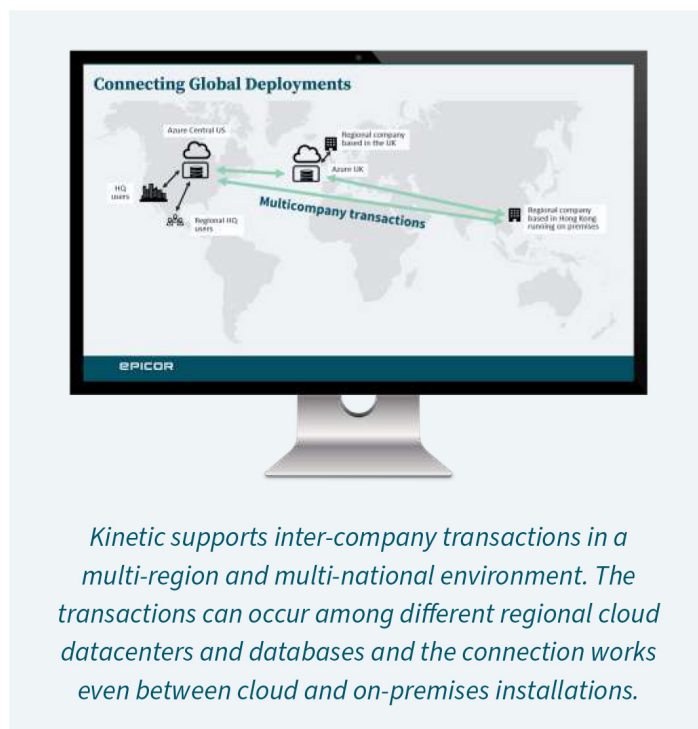 Connecting Global Deployments
Azure Central US
Regional company
based in the UK
Azure UK
HQ
users
Regional HQ
users
Multicompany transactions
Regional company
based in Hong Kong
running on premises
EPICOR
Kinetic supports inter-company transactions in a
multi-region and multi-national environment. The
transactions can occur among different regional cloud
datacenters and databases and the connection works
even between cloud and on-premises installations.